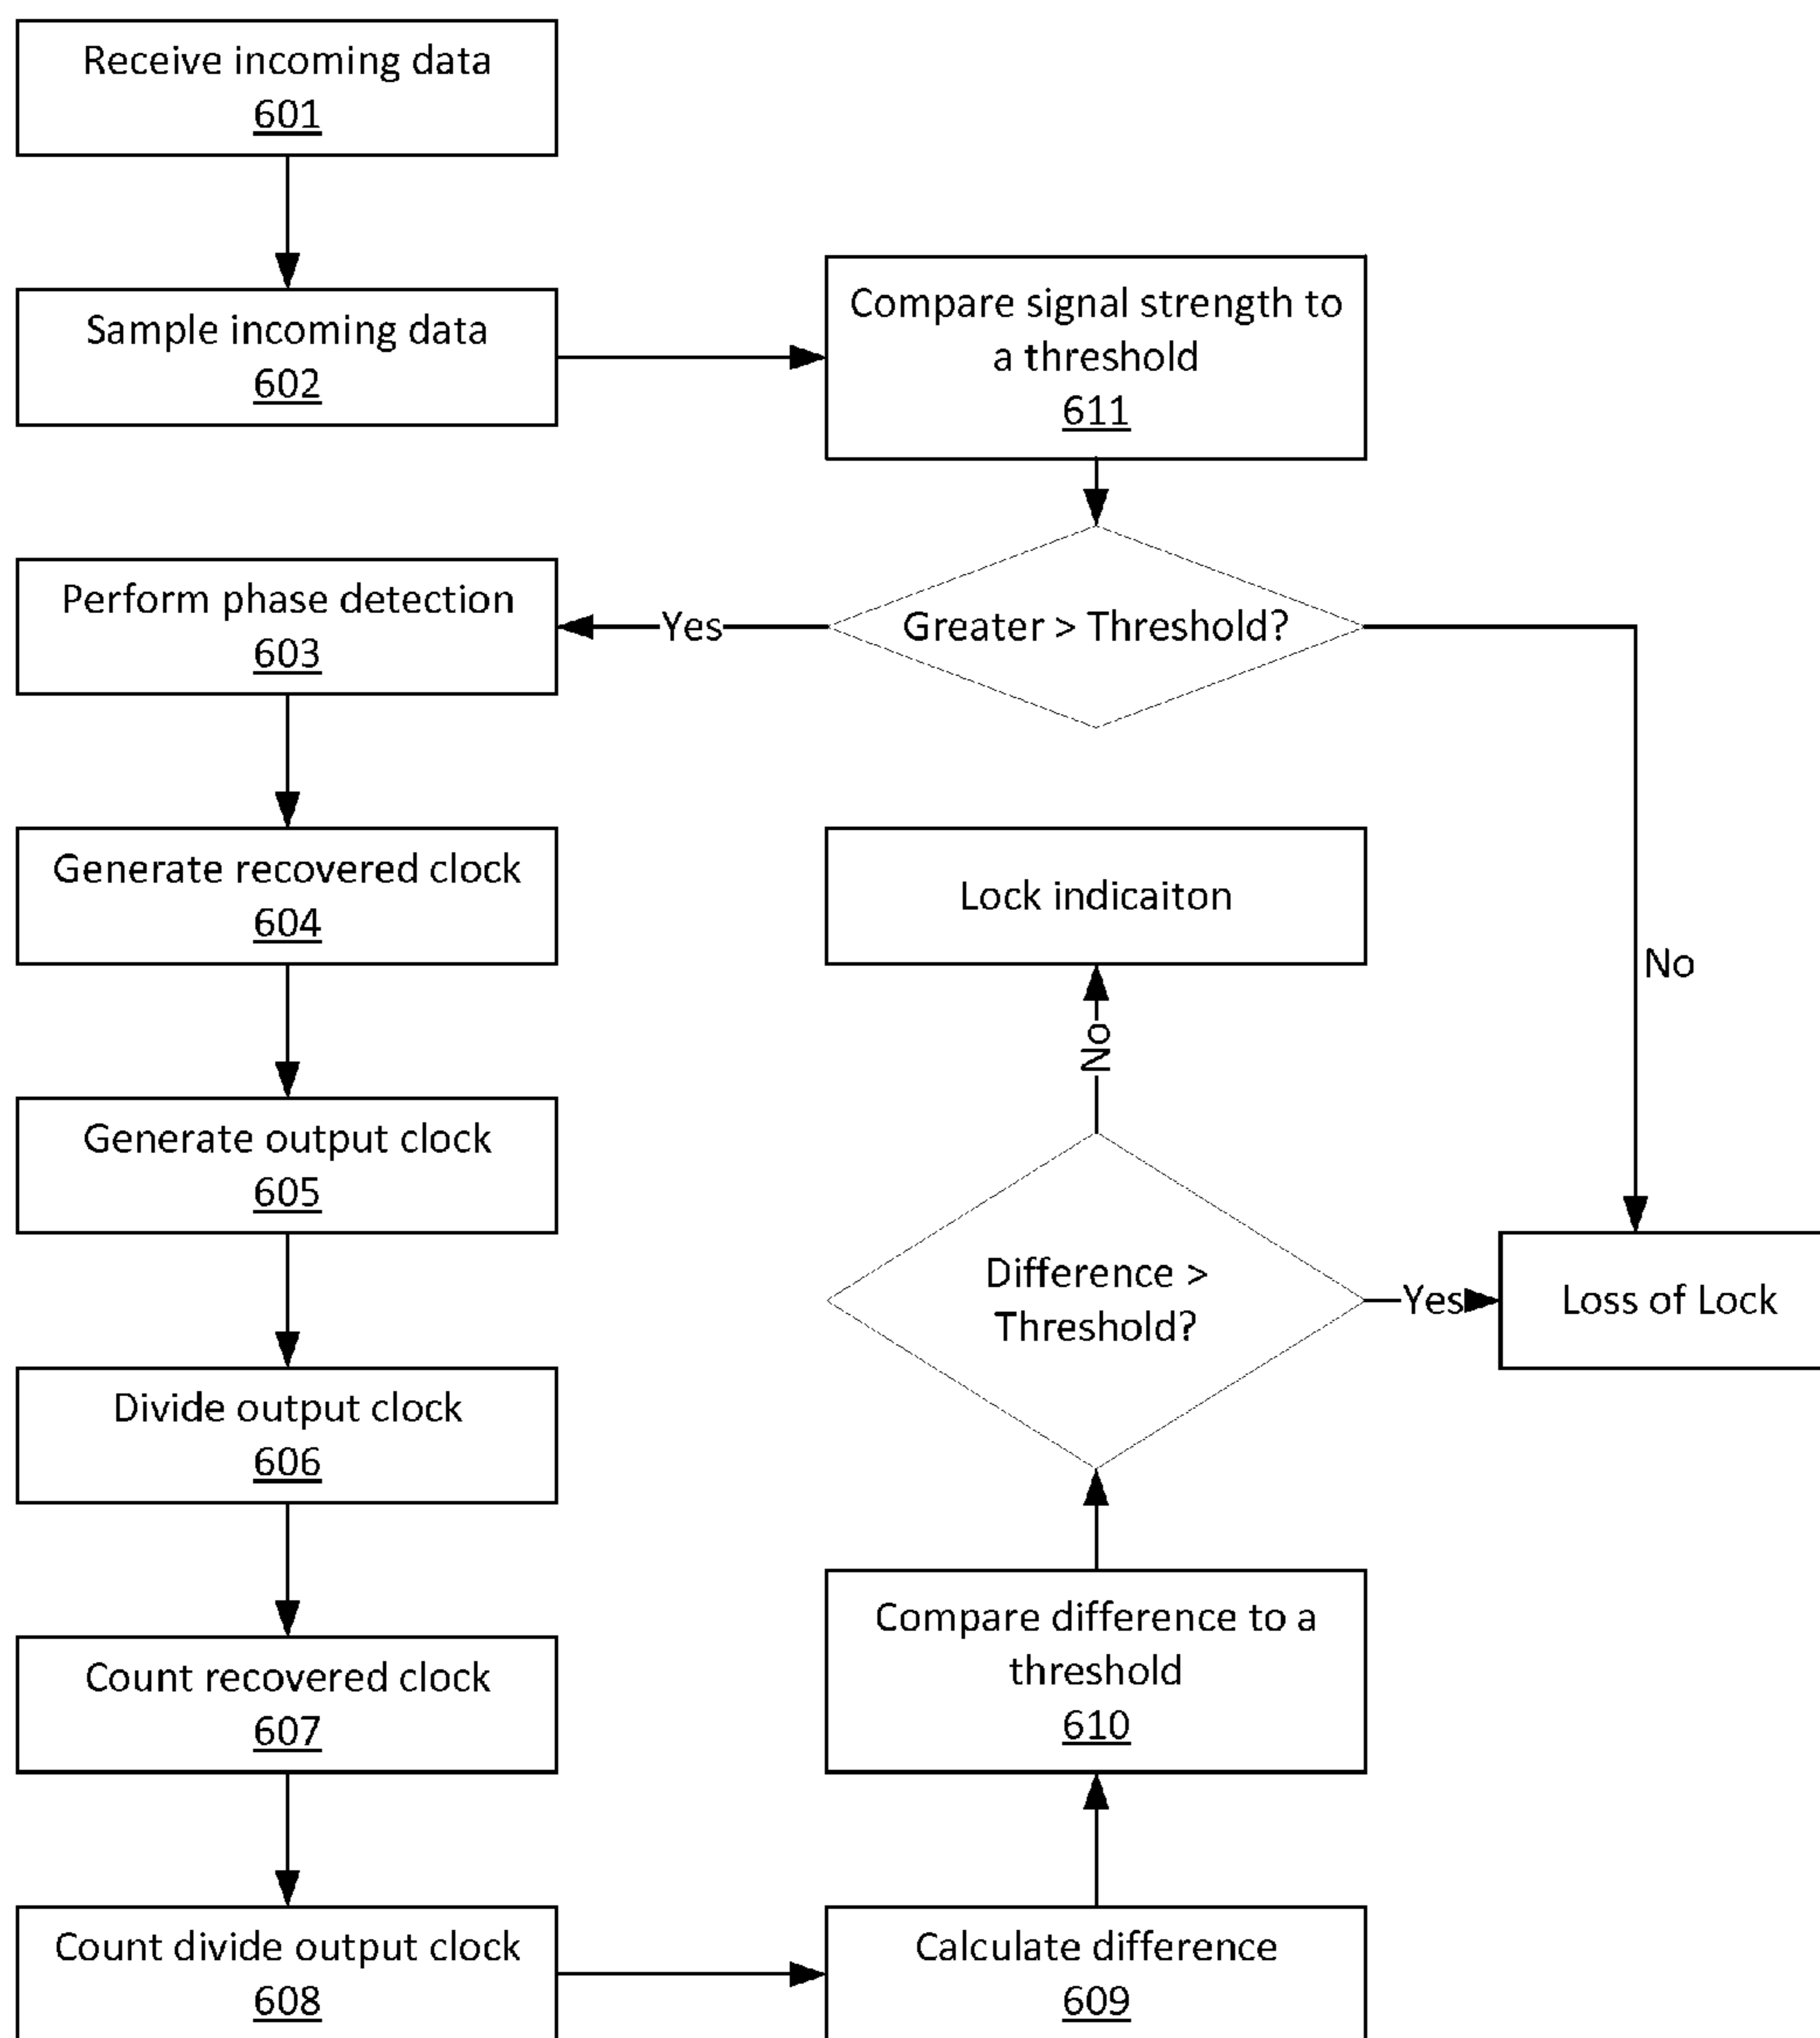 Receive incoming data
601
Sample incoming data
602
Compare signal strength to
a threshold
611
Greater > Threshold?
Yes
No
Perform phase detection
603
Generate recovered clock
604
Generate output clock
605
Divide output clock
606
Count recovered clock
607
Count divide output clock
608
Calculate difference
609
Compare difference to a
threshold
610
Difference >
Threshold?
No
Lock indicaiton
Yes
Loss of Lock